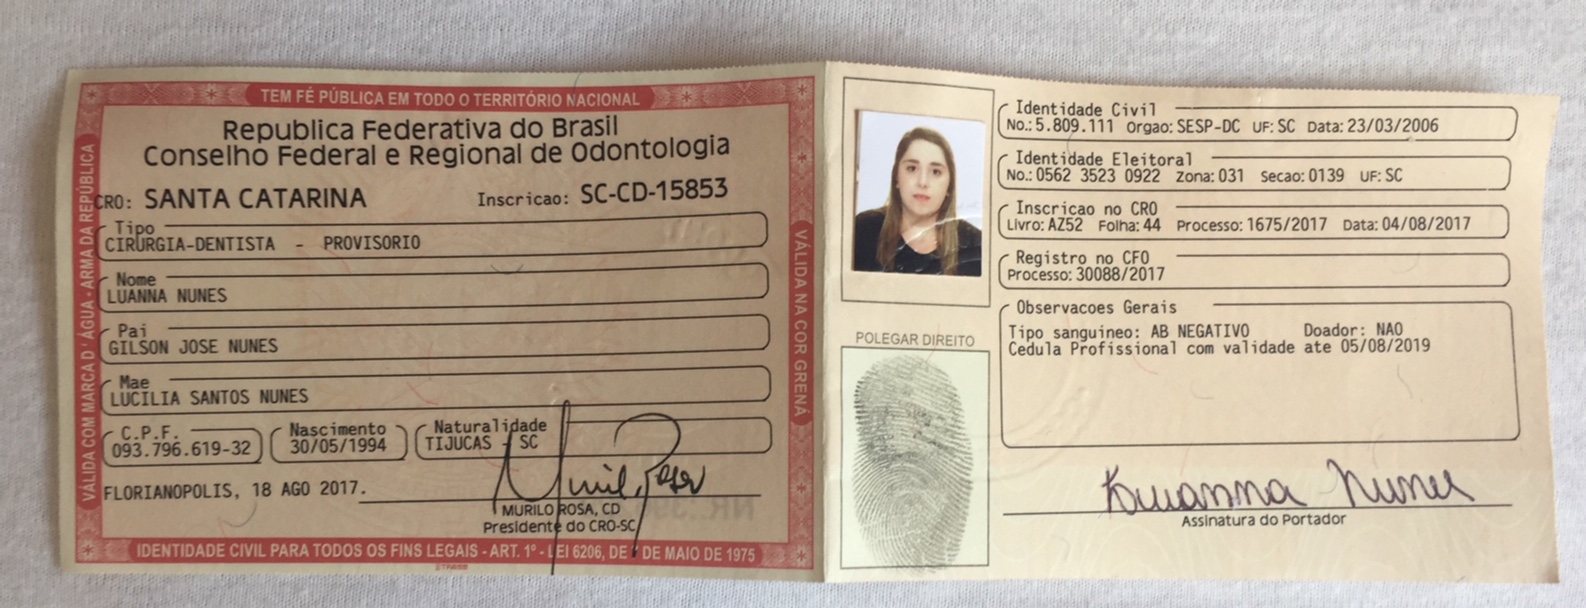 TEM FÉ PÚBLICA EM TODO O TERRITÓRIO NACIONAL
VÁLIDA COM MARCA D'ÁGUA - ARMA DA REPÚBLICA
Republica Federativa do Brasil
Conselho Federal e Regional de Odontologia
CRO: SANTA CATARINA Inscricao: SC-CD-15853
Tipo
CIRURGIA-DENTISTA - PROVISORIO
Nome
LUANNA NUNES
Pai
GILSON JOSE NUNES
Mae
LUCILIA SANTOS NUNES
C.P.F. Nascimento Naturalidade
093.796.619-32 30/05/1994 TIJUCAS - SC
FLORIANOPOLIS, 18 AGO 2017.
MURILO ROSA, CD
Presidente do CRO-SC
VÁLIDA NA COR GRENÁ
IDENTIDADE CIVIL PARA TODOS OS FINS LEGAIS - ART. 1º - LEI 6206, DE 7 DE MAIO DE 1975
POLEGAR DIREITO
Identidade Civil
No.: 5.809.111 Orgao: SESP-DC UF: SC Data: 23/03/2006
Identidade Eleitoral
No.: 0562 3523 0922 Zona: 031 Secao: 0139 UF: SC
Inscricao no CRO
Livro: AZ52 Folha: 44 Processo: 1675/2017 Data: 04/08/2017
Registro no CFO
Processo: 30088/2017
Observacoes Gerais
Tipo sanguineo: AB NEGATIVO Doador: NAO
Cedula Profissional com validade ate 05/08/2019
Luanna Nunes
Assinatura do Portador